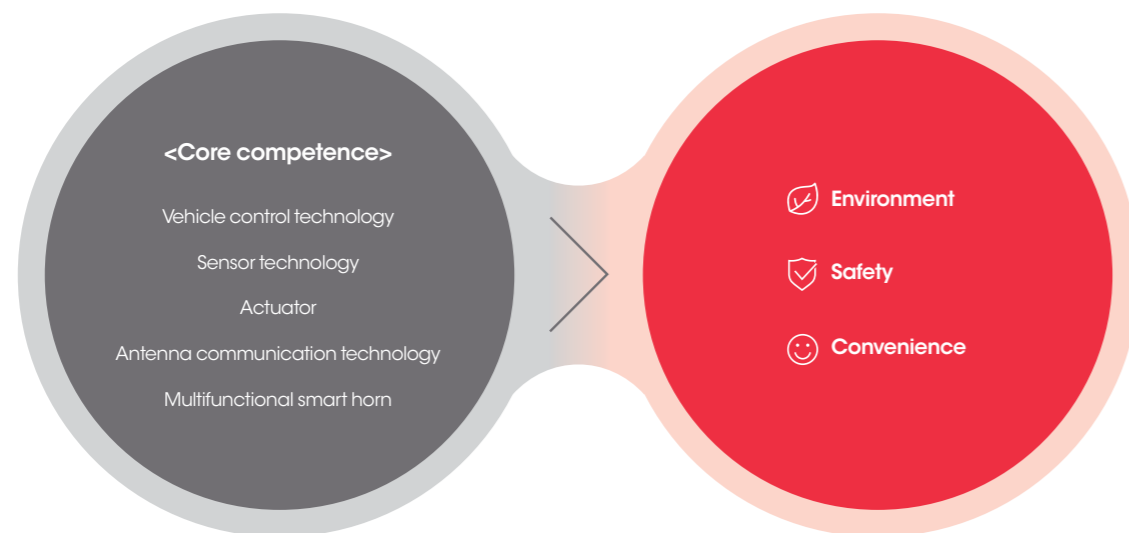 <Core competence>
Vehicle control technology
Sensor technology
Actuator
Antenna communication technology
Multifunctional smart horn
Environment
Safety
Convenience